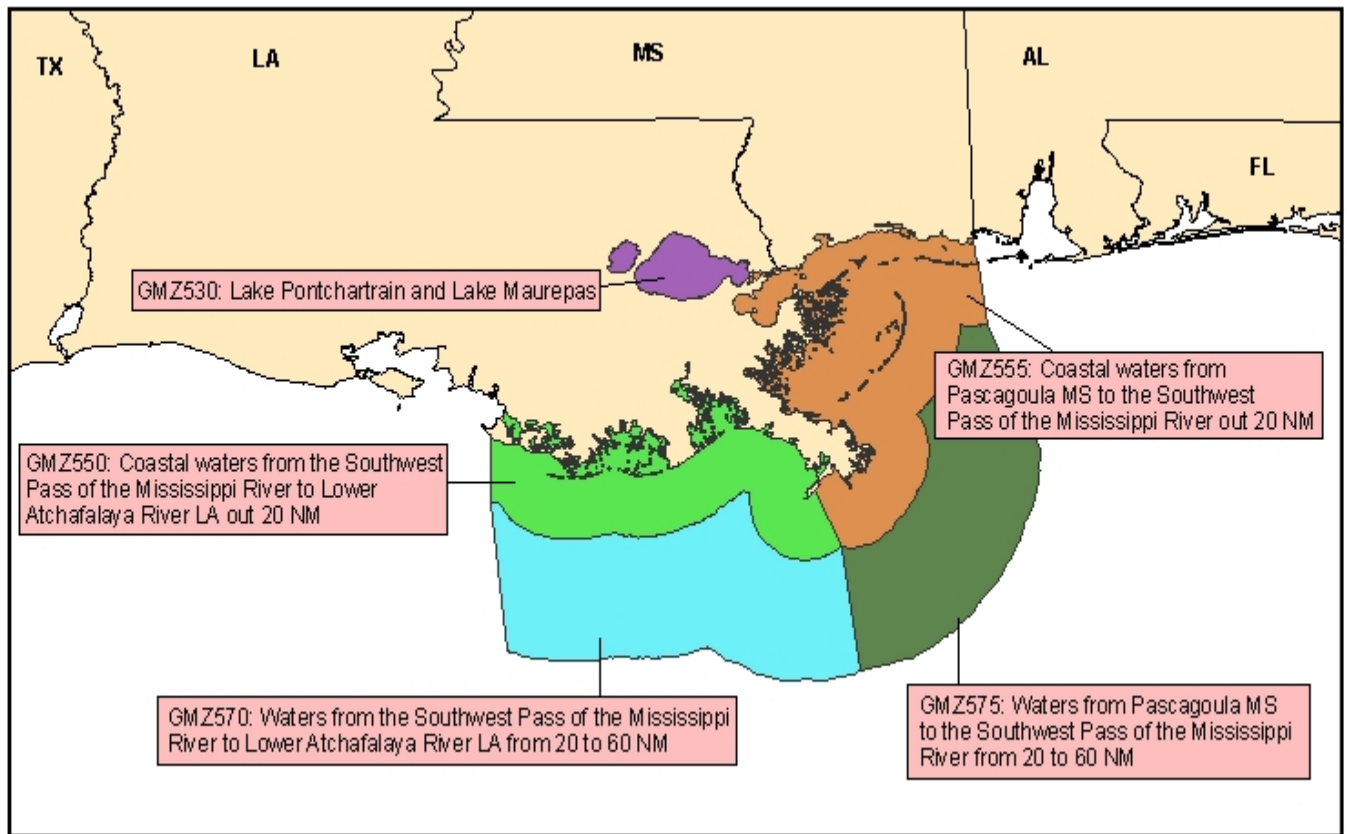 TX
LA
MS
AL
FL
GMZ530: Lake Pontchartrain and Lake Maurepas
GMZ555: Coastal waters from
Pascagoula MS to the Southwest
Pass of the Mississippi River out 20 NM
GMZ550: Coastal waters from the Southwest
Pass of the Mississippi River to Lower
Atchafalaya River LA out 20 NM
GMZ570: Waters from the Southwest Pass of the Mississippi
River to Lower Atchafalaya River LA from 20 to 60 NM
GMZ575: Waters from Pascagoula MS
to the Southwest Pass of the Mississippi
River from 20 to 60 NM